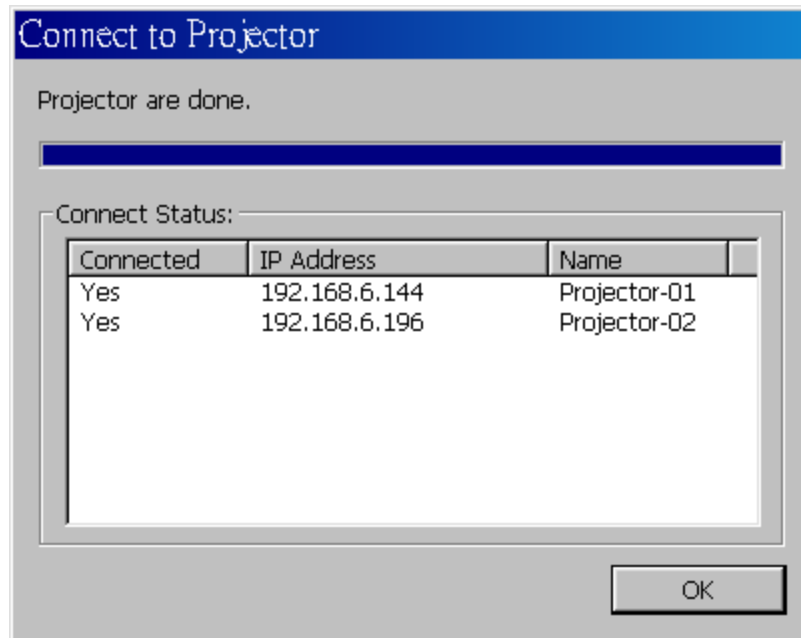 Connect to Projector
Projector are done.
Connect Status:
Connected IP Address Name
Yes 192.168.6.144 Projector-01
Yes 192.168.6.196 Projector-02
OK